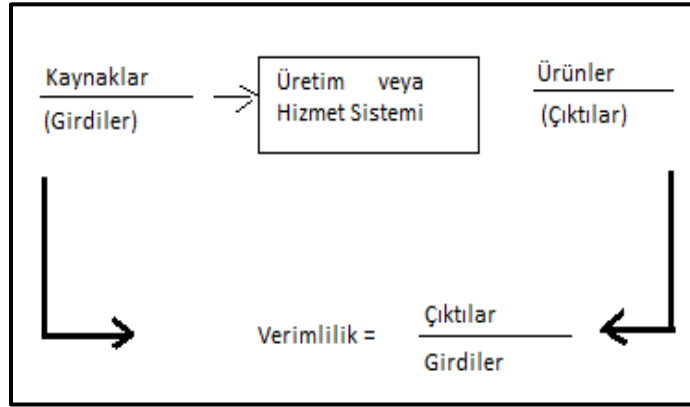 Kaynaklar
(Girdiler)
Üretim veya
Hizmet Sistemi
Ürünler
(Çıktılar)
Verimlilik =
Çıktılar
Girdiler